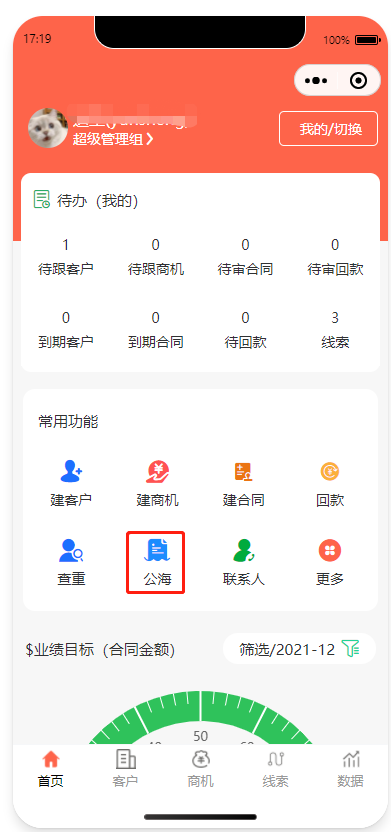 17:19 100%
超级管理组
我的/切换
待办（我的）
1 0 0 0
待跟客户 待跟商机 待审合同 待审回款
0 0 0 3
到期客户 到期合同 待回款 线索
常用功能
建客户 建商机 建合同 回款
查重 公海 联系人 更多
$业绩目标（合同金额） 筛选/2021-12
50
首页 客户 商机 线索 数据